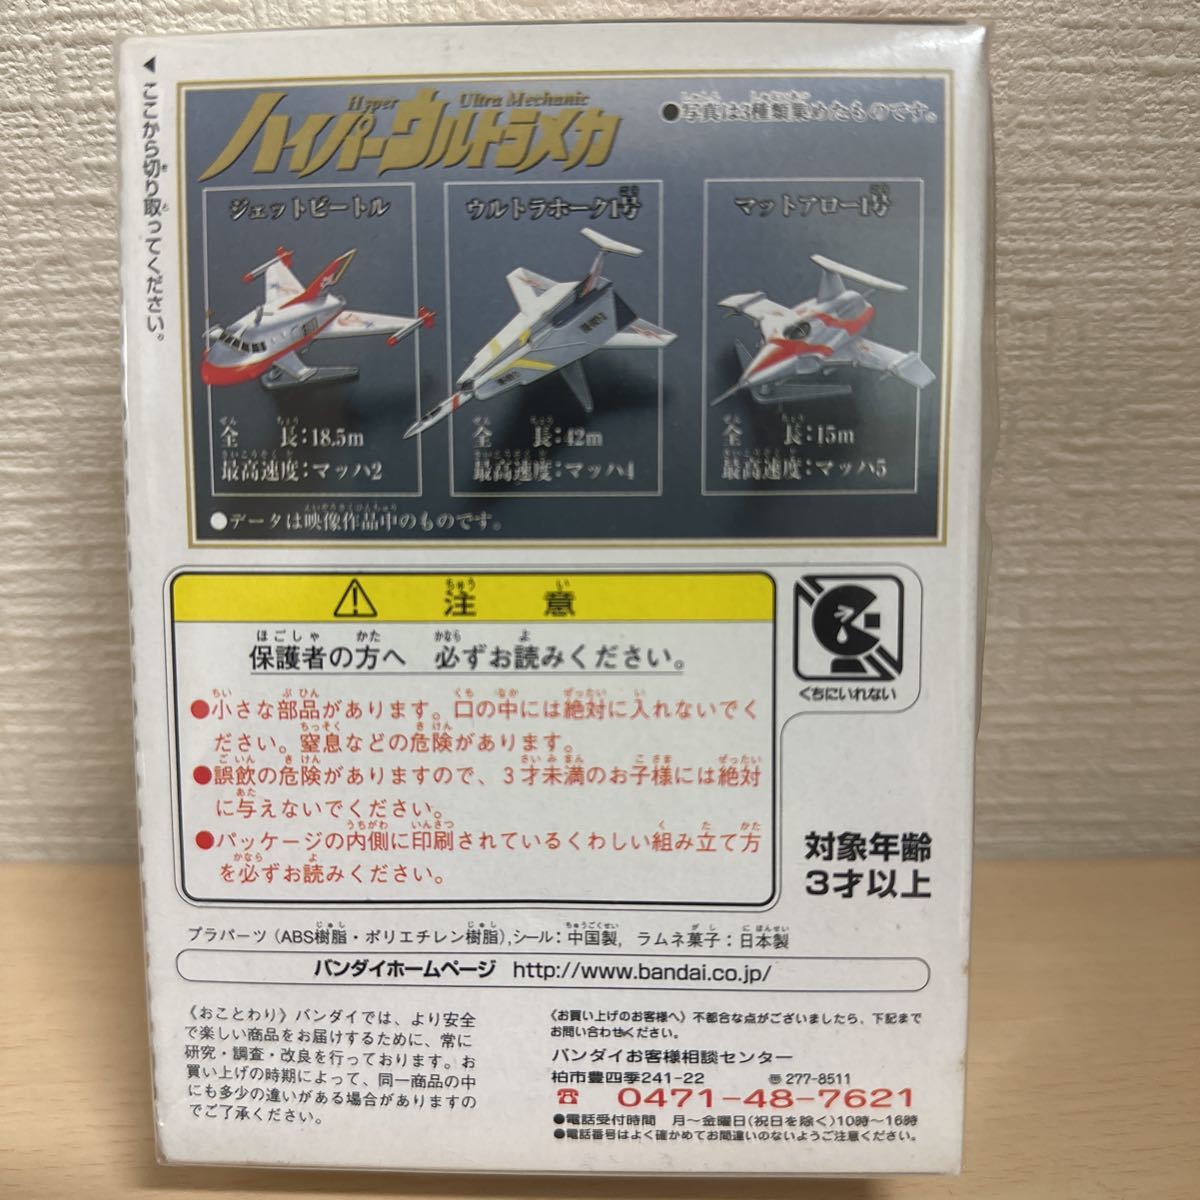 ◀ここから切り取ってください。
Hyper Ultra Mechanic
ハイパーウルトラメカ
●写真は3種類集めたものです。
ジェットビートル
全長:18.5m
最高速度:マッハ2
ウルトラホーク1号
全長:42m
最高速度:マッハ4
マットアロー1号
全長:15m
最高速度:マッハ5
●データは映像作品中のものです。
⚠ 注意
保護者の方へ 必ずお読みください。
●小さな部品があります。口の中には絶対に入れないでく
ださい。窒息などの危険があります。
●誤飲の危険がありますので、3才未満のお子様には絶対
に与えないでください。
●パッケージの内側に印刷されているくわしい組み立て方
を必ずお読みください。
くちにいれない
対象年齢
3才以上
プラパーツ(ABS樹脂・ポリエチレン樹脂),シール:中国製, ラムネ菓子:日本製
バンダイホームページ http://www.bandai.co.jp/
《おことわり》バンダイでは、より安全
で楽しい商品をお届けするために、常に
研究・調査・改良を行っております。お
買い上げの時期によって、同一商品の中
にも多少の違いがある場合がありますの
でご了承ください。
《お買い上げのお客様へ》不都合な点がございましたら、下記まで
お問い合わせください。
バンダイお客様相談センター
柏市豊四季241-22 〠277-8511
☎ 0471-48-7621
●電話受付時間 月〜金曜日(祝日を除く)10時〜16時
●電話番号はよく確かめてお間違いのないようご注意ください。